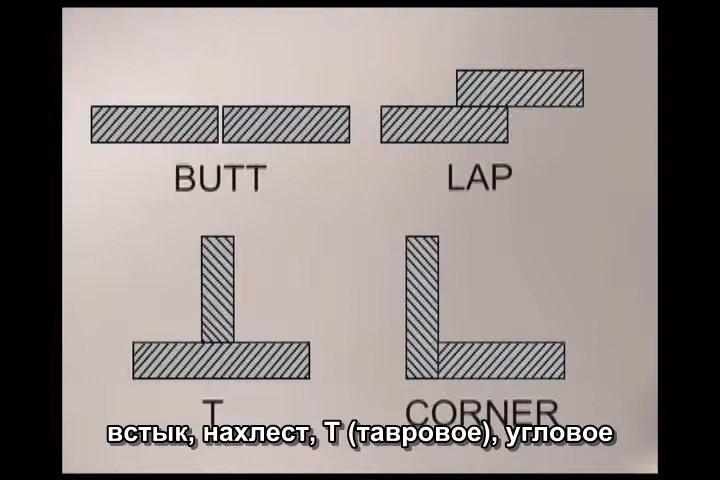 BUTT
LAP
T
CORNER
встык, нахлест, Т (тавровое), угловое